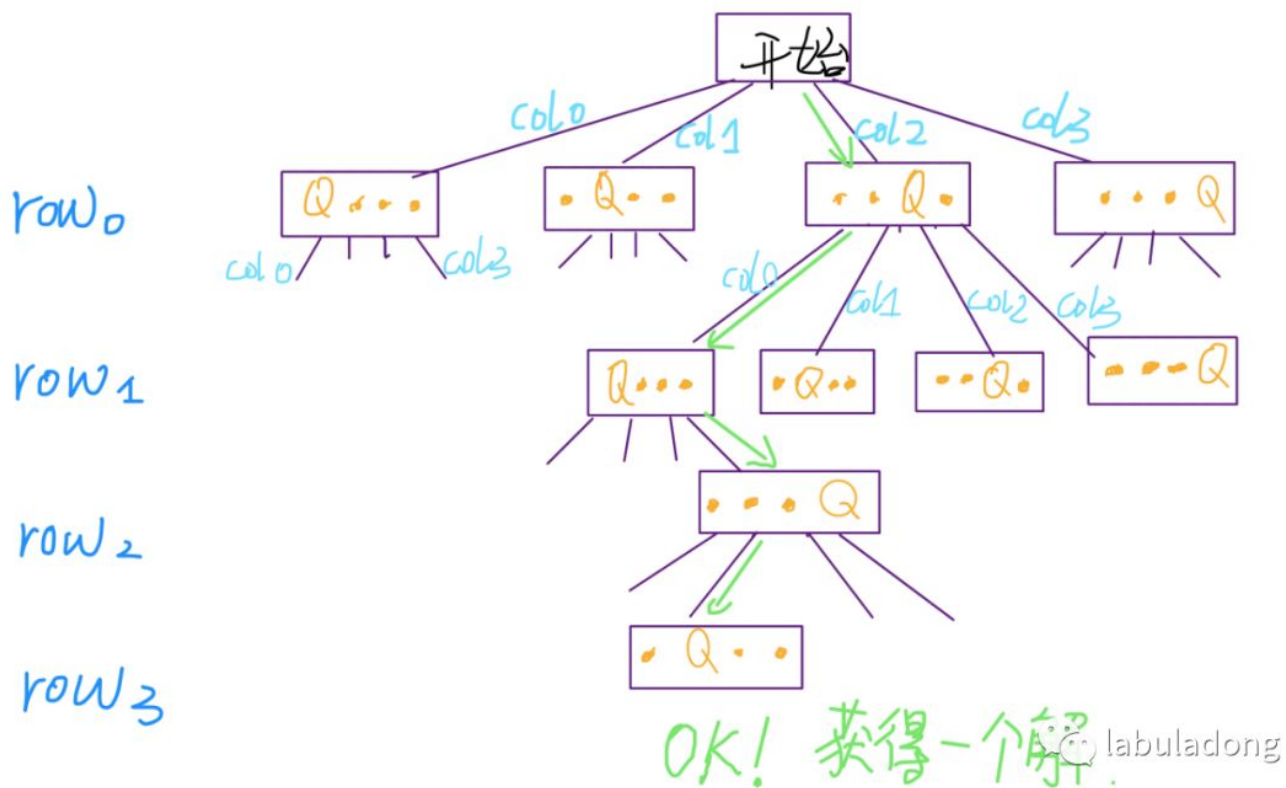 开始
col0 col1 col2 col3
row0 Q... .Q.. ..Q. ...Q
col0 col3 col0 col1 col2 col3
row1 Q... .Q.. ..Q. ...Q
row2 ...Q
row3 .Q..
OK! 获得一个解.
labuladong